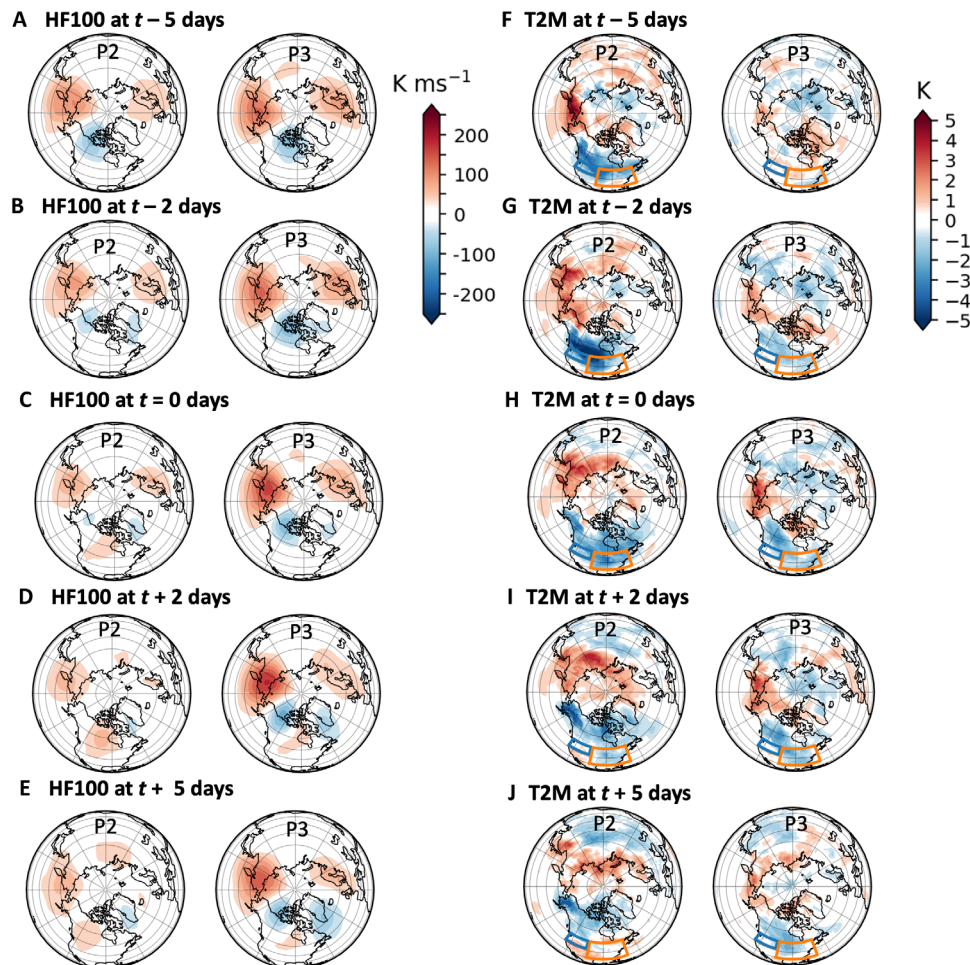 A HF100 at t – 5 days
P2
P3
K ms⁻¹
200
100
0
-100
-200
B HF100 at t – 2 days
P2
P3
C HF100 at t = 0 days
P2
P3
D HF100 at t + 2 days
P2
P3
E HF100 at t + 5 days
P2
P3
F T2M at t – 5 days
P2
P3
K
5
4
3
2
1
0
−1
−2
−3
−4
−5
G T2M at t – 2 days
P2
P3
H T2M at t = 0 days
P2
P3
I T2M at t + 2 days
P2
P3
J T2M at t + 5 days
P2
P3